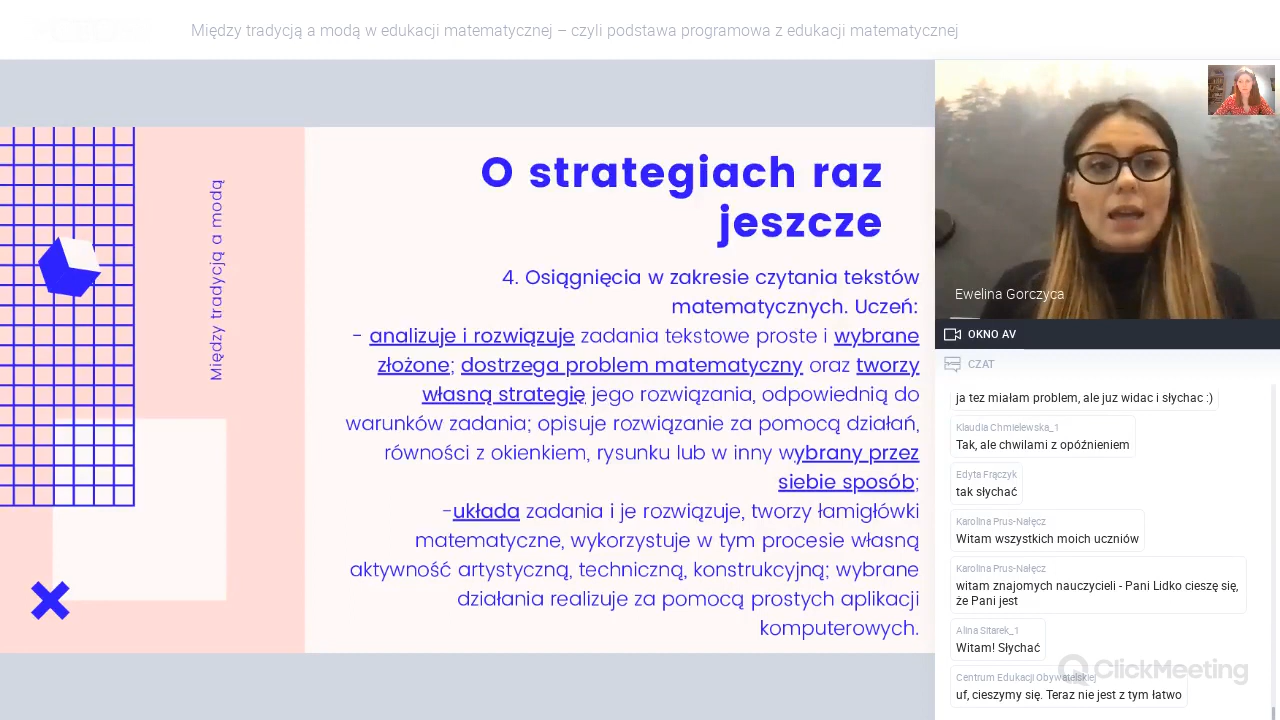 Między tradycją a modą w edukacji matematycznej – czyli podstawa programowa z edukacji matematycznej
Między tradycją a modą
O strategiach raz
jeszcze
4. Osiągnięcia w zakresie czytania tekstów
matematycznych. Uczeń:
- analizuje i rozwiązuje zadania tekstowe proste i wybrane
złożone; dostrzega problem matematyczny oraz tworzy
własną strategię jego rozwiązania, odpowiednią do
warunków zadania; opisuje rozwiązanie za pomocą działań,
równości z okienkiem, rysunku lub w inny wybrany przez
siebie sposób;
-układa zadania i je rozwiązuje, tworzy łamigłówki
matematyczne, wykorzystuje w tym procesie własną
aktywność artystyczną, techniczną, konstrukcyjną; wybrane
działania realizuje za pomocą prostych aplikacji
komputerowych.
Ewelina Gorczyca
OKNO AV
CZAT
ja tez miałam problem, ale juz widac i słychac :)
Klaudia Chmielewska_1
Tak, ale chwilami z opóźnieniem
Edyta Frączyk
tak słychać
Karolina Prus-Nałęcz
Witam wszystkich moich uczniów
Karolina Prus-Nałęcz
witam znajomych nauczycieli - Pani Lidko cieszę się,
że Pani jest
Alina Sitarek_1
Witam! Słychać
Centrum Edukacji Obywatelskiej
uf, cieszymy się. Teraz nie jest z tym łatwo
ClickMeeting